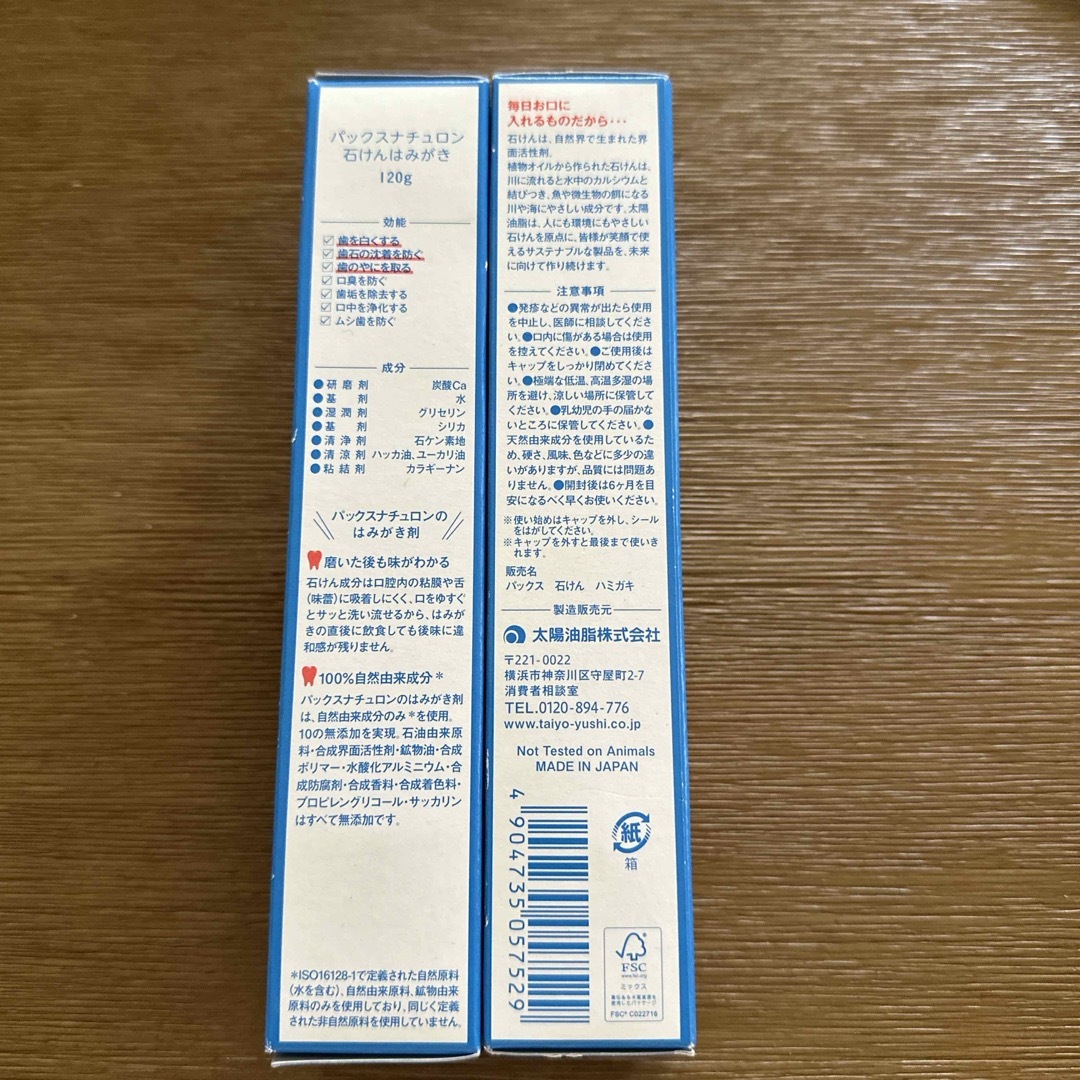 パックスナチュロン
石けんはみがき
120g
効能
歯を白くする
歯石の沈着を防ぐ
歯のやにを取る
口臭を防ぐ
歯垢を除去する
口中を浄化する
ムシ歯を防ぐ
成分
●研磨剤 炭酸Ca
●基剤 水
●湿潤剤 グリセリン
●基剤 シリカ
●清浄剤 石ケン素地
●清涼剤 ハッカ油、ユーカリ油
●粘結剤 カラギーナン
パックスナチュロンの
はみがき剤
磨いた後も味がわかる
石けん成分は口腔内の粘膜や舌
(味蕾)に吸着しにくく、口をゆすぐ
とサッと洗い流せるから、はみが
きの直後に飲食しても後味に違
和感が残りません。
100%自然由来成分*
パックスナチュロンのはみがき剤
は、自然由来成分のみ*を使用。
10の無添加を実現。石油由来原
料・合成界面活性剤・鉱物油・合成
ポリマー・水酸化アルミニウム・合
成防腐剤・合成香料・合成着色料・
プロピレングリコール・サッカリン
はすべて無添加です。
*ISO16128-1で定義された自然原料
(水を含む)、自然由来原料、鉱物由来
原料のみを使用しており、同じく定義
された非自然原料を使用していません。
毎日お口に
入れるものだから・・・
石けんは、自然界で生まれた界
面活性剤。
植物オイルから作られた石けんは、
川に流れると水中のカルシウムと
結びつき、魚や微生物の餌になる
川や海にやさしい成分です。太陽
油脂は、人にも環境にもやさしい
石けんを原点に、皆様が笑顔で使
えるサステナブルな製品を、未来
に向けて作り続けます。
注意事項
●発疹などの異常が出たら使用
を中止し、医師に相談してくださ
い。●口内に傷がある場合は使用
を控えてください。●ご使用後は
キャップをしっかり閉めてくださ
い。●極端な低温、高温多湿の場
所を避け、涼しい場所に保管して
ください。●乳幼児の手の届かな
いところに保管してください。●
天然由来成分を使用しているた
め、硬さ、風味、色などに多少の違
いがありますが、品質には問題あ
りません。●開封後は6ヶ月を目
安になるべく早くお使いください。
※使い始めはキャップを外し、シール
をはがしてください。
※キャップを外すと最後まで使いき
れます。
販売名
パックス 石けん ハミガキ
製造販売元
太陽油脂株式会社
〒221-0022
横浜市神奈川区守屋町2-7
消費者相談室
TEL.0120-894-776
www.taiyo-yushi.co.jp
Not Tested on Animals
MADE IN JAPAN
4904735057529
紙
箱
FSC
www.fsc.org
ミックス
責任ある木質資源を
使用したパッケージ
FSC® C022716